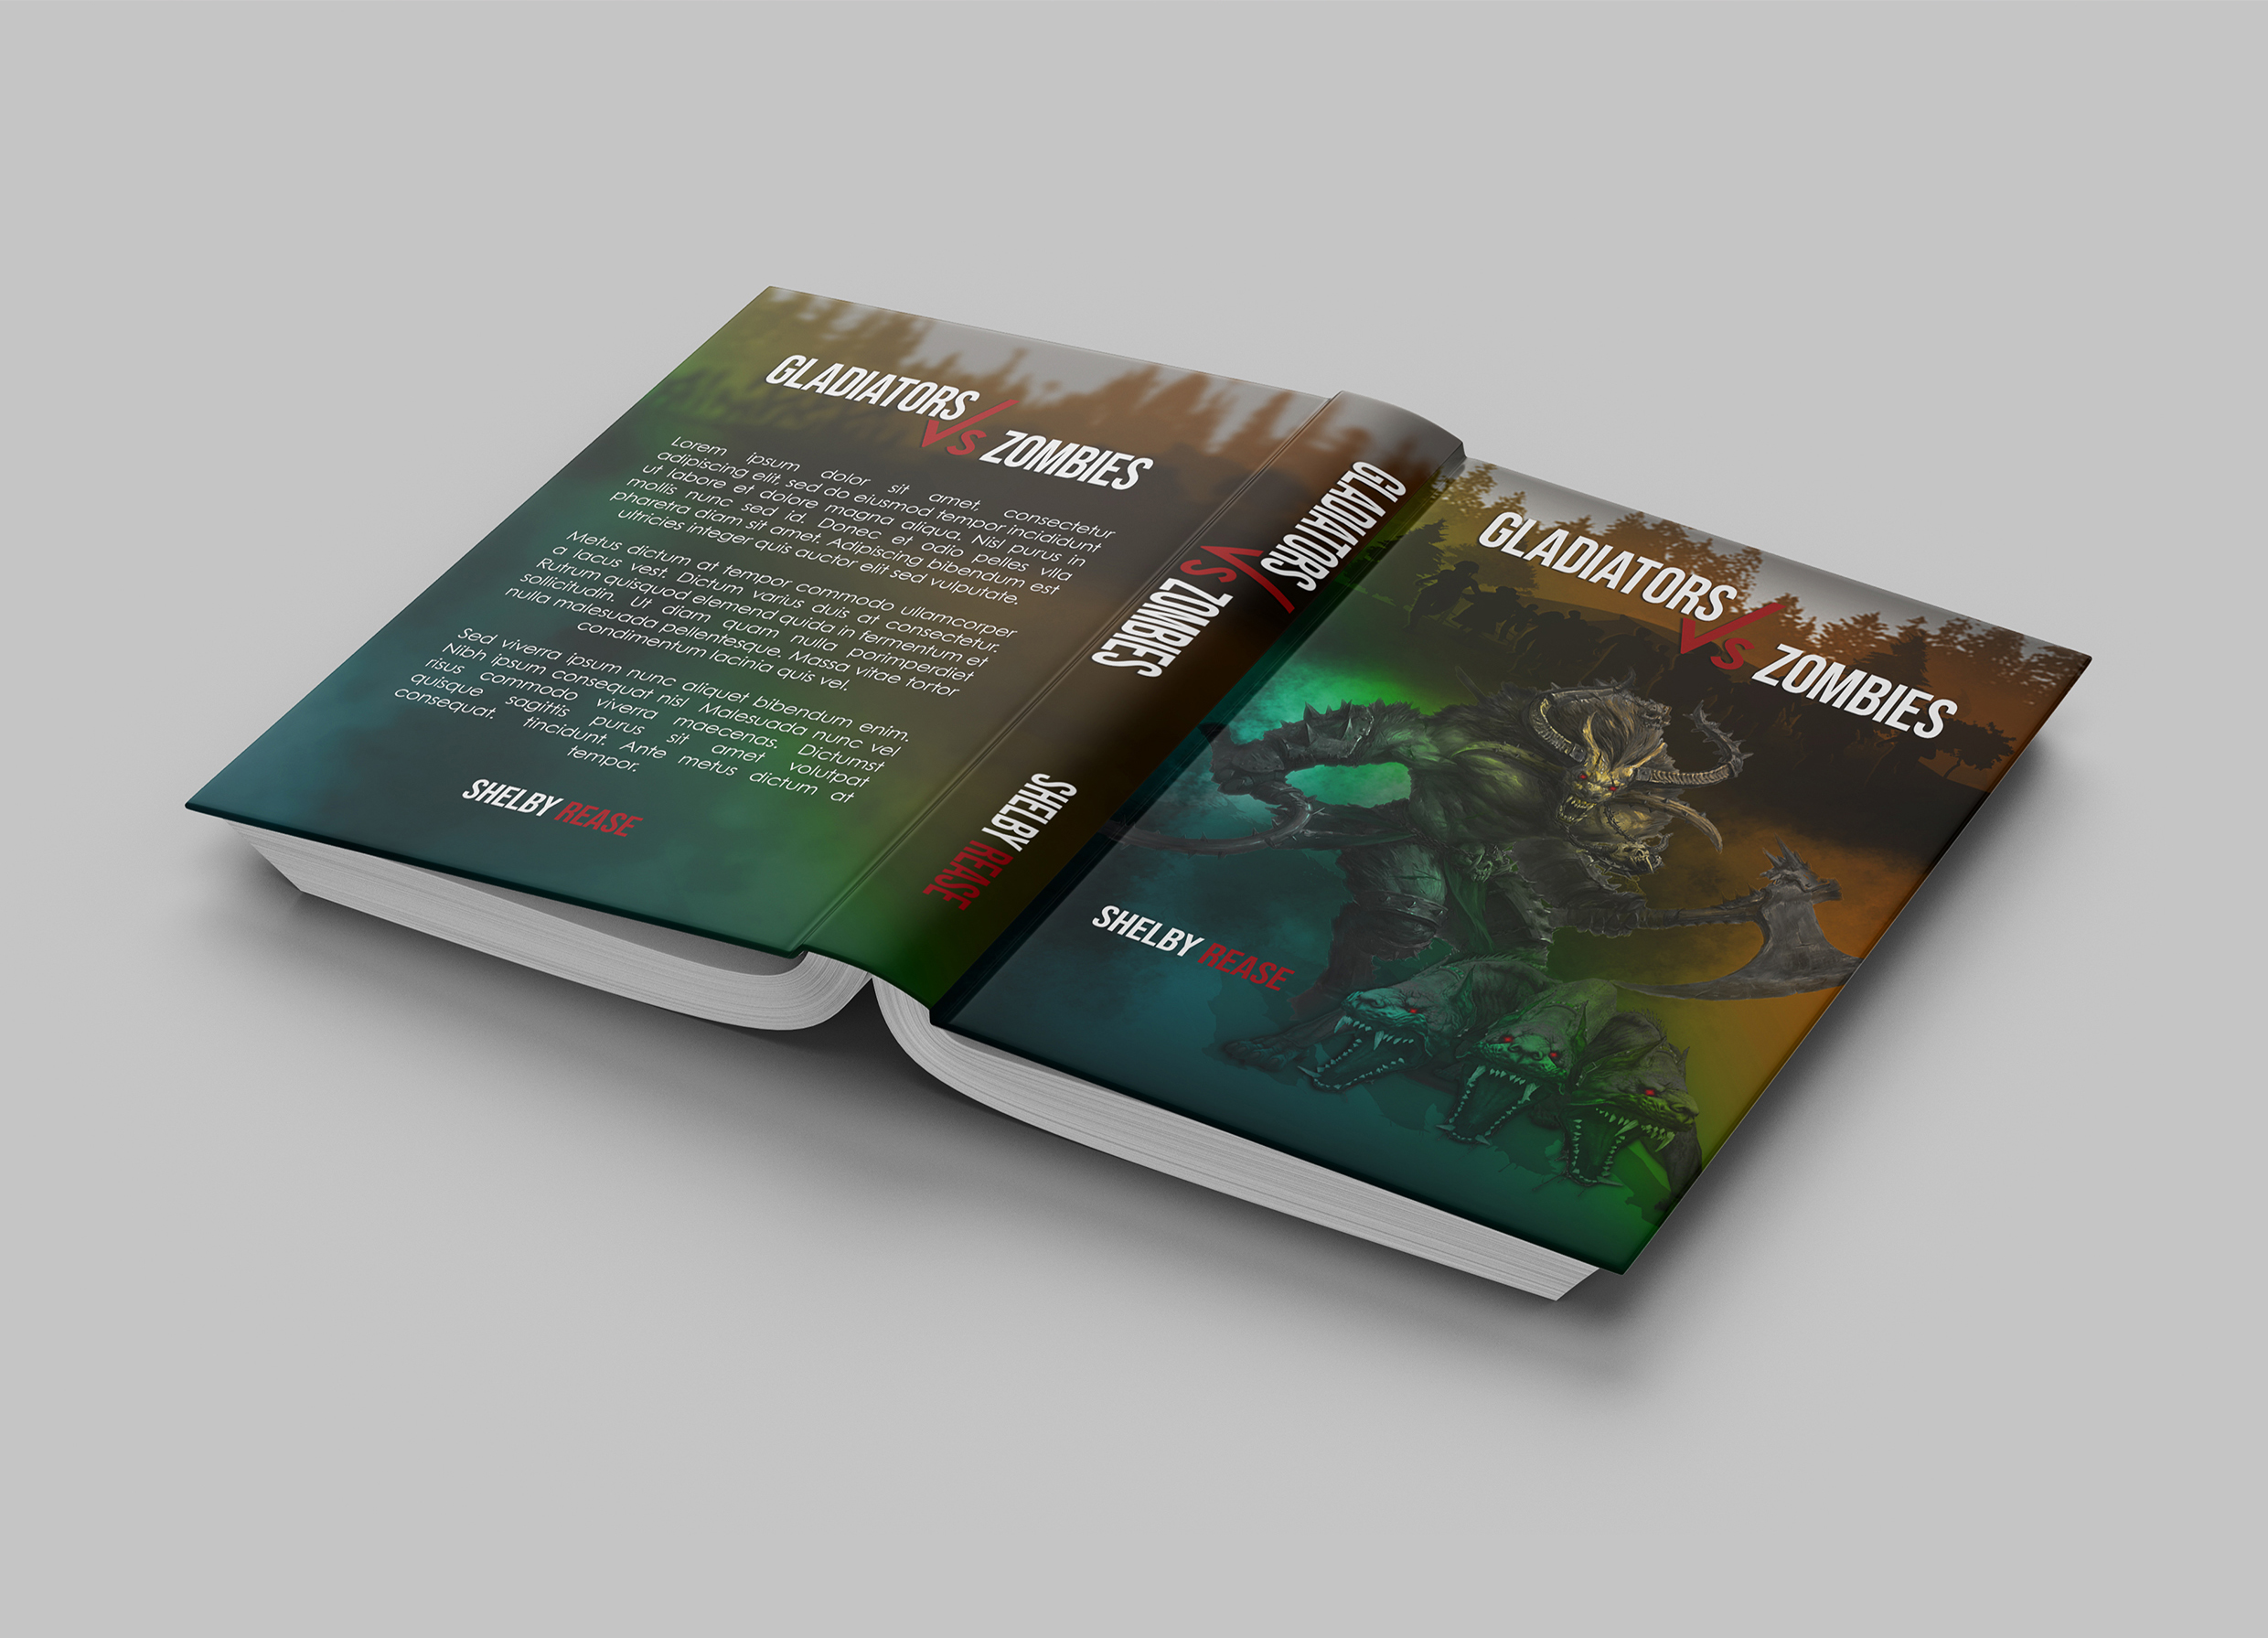 GLADIATORS
Vs ZOMBIES
Lorem ipsum dolor sit amet, consectetur
adipiscing elit, sed do eiusmod tempor incididunt
ut labore et dolore magna aliqua. Nisl purus in
mollis nunc sed id. Donec et odio pelles vlla
pharetra diam sit amet. Adipiscing bibendum est
ultricies integer quis auctor elit sed vulputate.
Metus dictum at tempor commodo ullamcorper
a lacus vest. Dictum varius duis at consectetur.
Rutrum quisquod elemend quida in fermentum et
sollicitudin. Ut diam quam nulla porimperdiet
nulla malesuada pellentesque. Massa vitae tortor
condimentum lacinia quis vel.
Sed viverra ipsum nunc aliquet bibendum enim.
Nibh ipsum consequat nisl. Malesuada nunc vel
risus commodo viverra maecenas. Dictumst
quisque sagittis purus sit amet volutpat
consequat. tincidunt. Ante metus dictum at
tempor.
SHELBY REASE
GLADIATORS
Vs ZOMBIES
SHELBY REASE
GLADIATORS
Vs ZOMBIES
SHELBY REASE